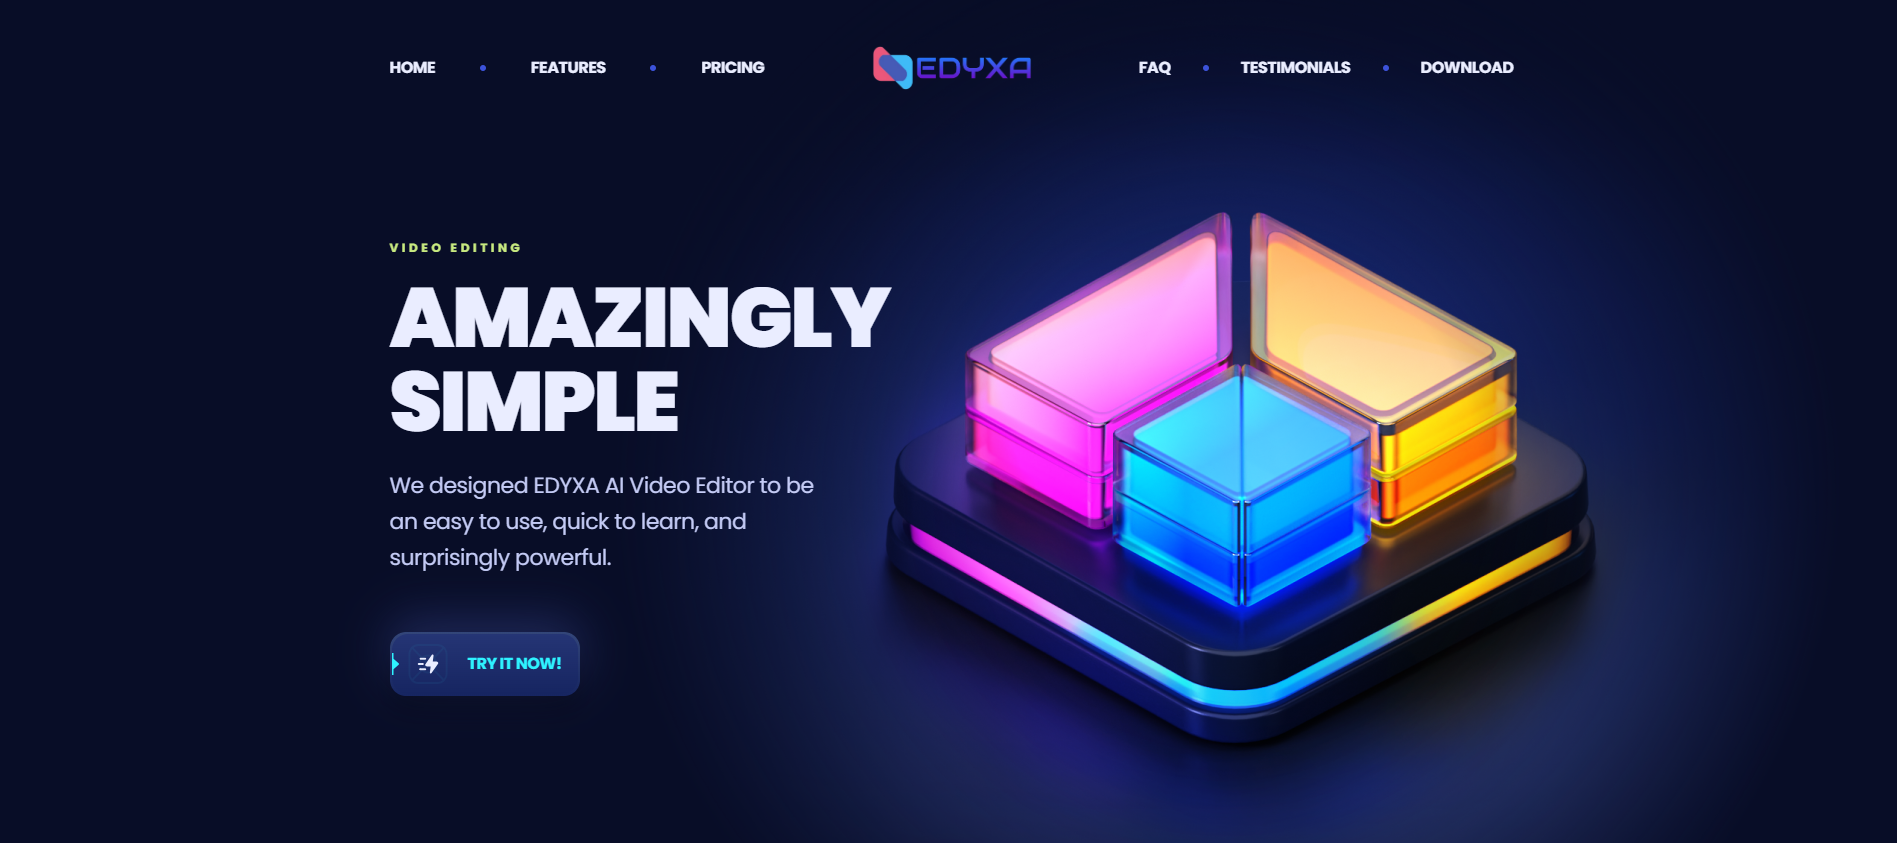 HOME
FEATURES
PRICING
EDYXA
FAQ
TESTIMONIALS
DOWNLOAD
VIDEO EDITING
AMAZINGLY
SIMPLE
We designed EDYXA AI Video Editor to be
an easy to use, quick to learn, and
surprisingly powerful.
TRY IT NOW!